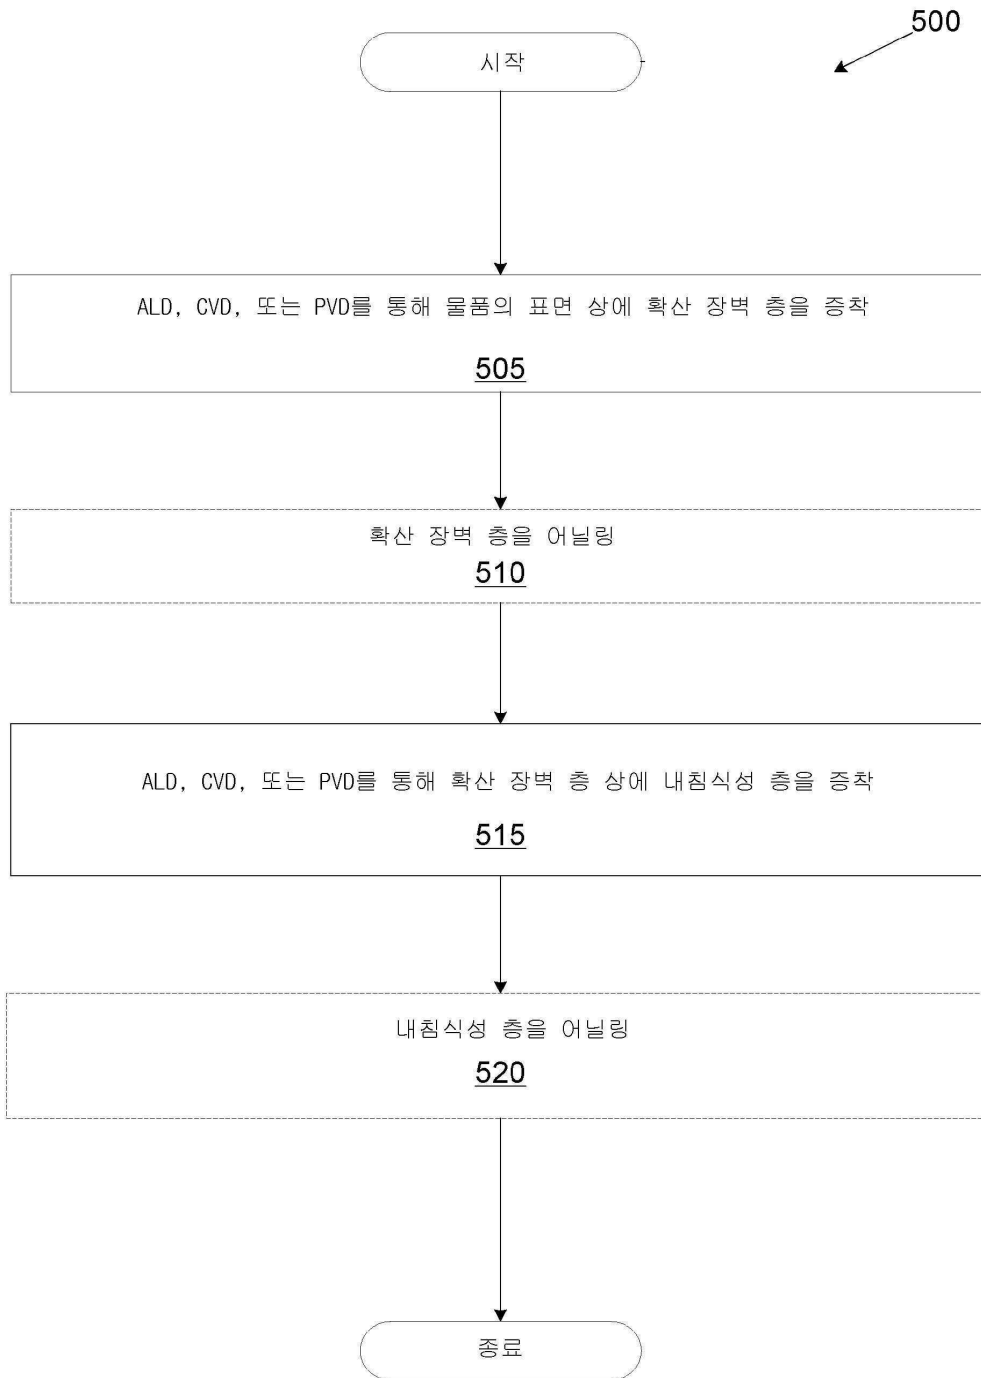 500
시작
ALD, CVD, 또는 PVD를 통해 물품의 표면 상에 확산 장벽 층을 증착
505
확산 장벽 층을 어닐링
510
ALD, CVD, 또는 PVD를 통해 확산 장벽 층 상에 내침식성 층을 증착
515
내침식성 층을 어닐링
520
종료